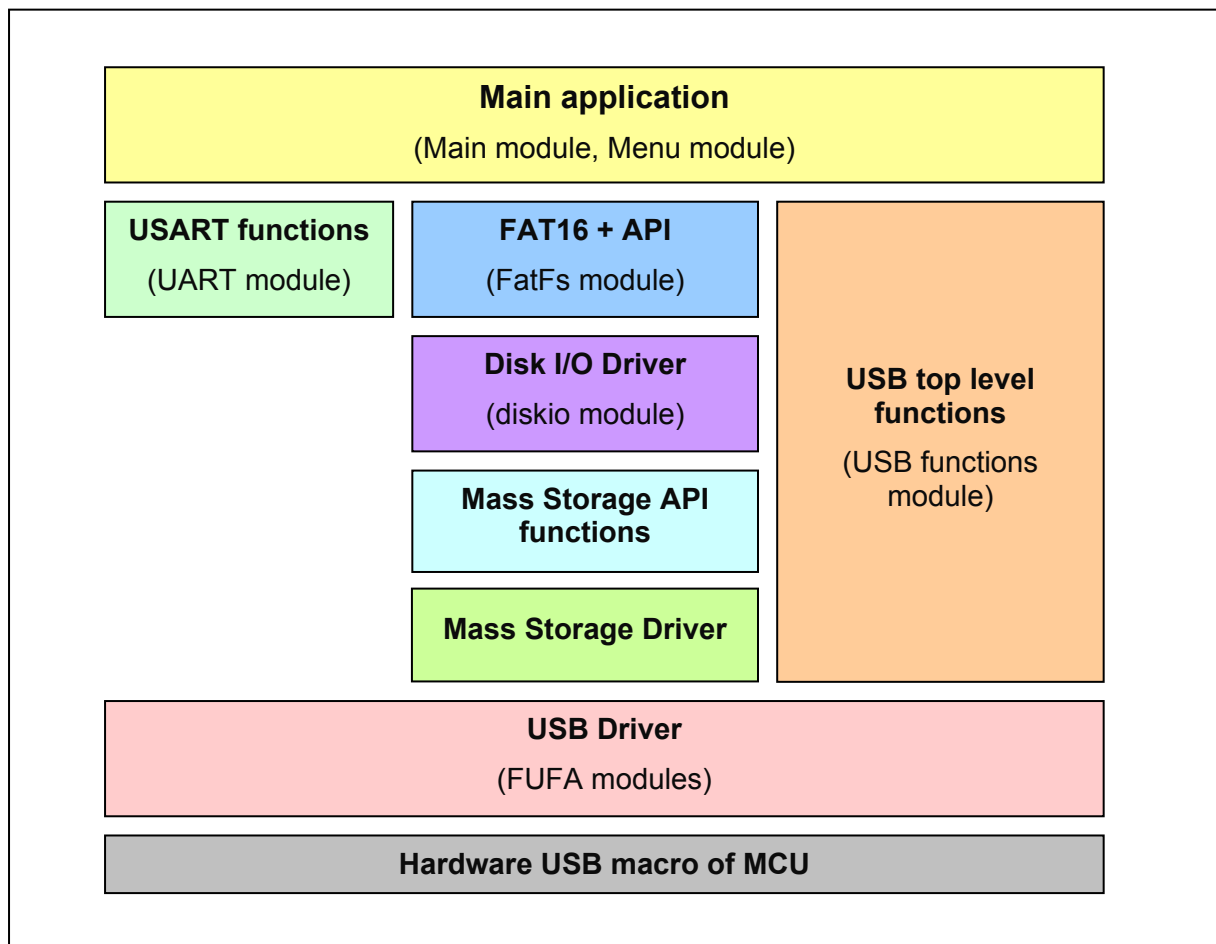 Main application
(Main module, Menu module)
USART functions
(UART module)
FAT16 + API
(FatFs module)
Disk I/O Driver
(diskio module)
Mass Storage API
functions
Mass Storage Driver
USB top level
functions
(USB functions
module)
USB Driver
(FUFA modules)
Hardware USB macro of MCU